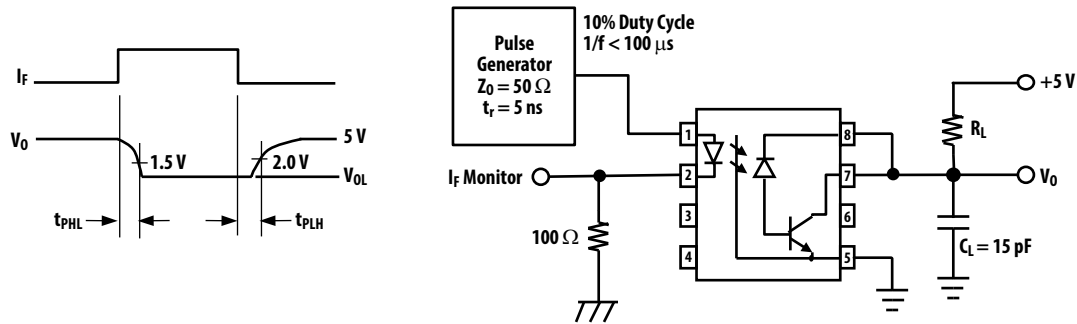 I_F
V_O
1.5 V
2.0 V
5 V
V_OL
t_PHL
t_PLH
Pulse
Generator
Z_O = 50 Ω
t_r = 5 ns
10% Duty Cycle
1/f < 100 μs
I_F Monitor
100 Ω
1
2
3
4
8
7
6
5
+5 V
R_L
V_O
C_L = 15 pF